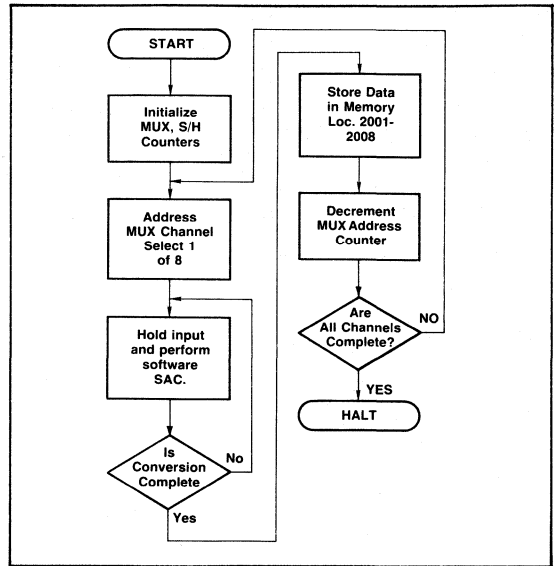 START
Initialize
MUX, S/H
Counters
Address
MUX Channel
Select 1
of 8
Hold input
and perform
software
SAC.
Is
Conversion
Complete
No
Yes
Store Data
in Memory
Loc. 2001-
2008
Decrement
MUX Address
Counter
Are
All Channels
Complete?
NO
YES
HALT